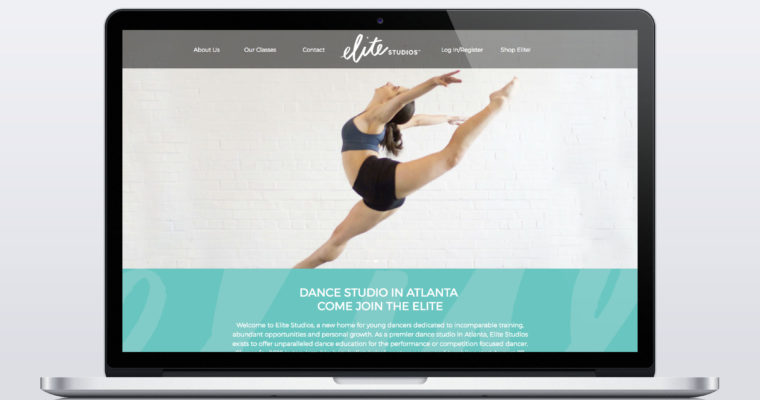 About Us
Our Classes
Contact
elite STUDIOS
Log In/Register
Shop Eliter
DANCE STUDIO IN ATLANTA
COME JOIN THE ELITE
Welcome to Elite Studios, a new home for young dancers dedicated to incomparable training,
abundant opportunities and personal growth. As a premier dance studio in Atlanta, Elite Studios
exists to offer unparalleled dance education for the performance or competition focused dancer.